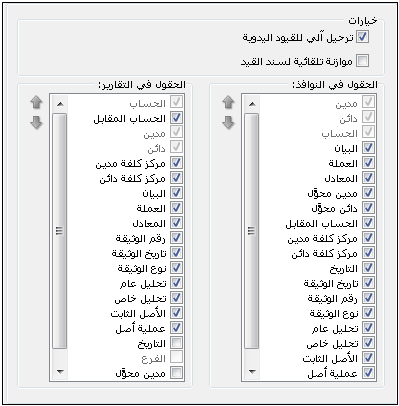 خيارات
ترحيل آلي للقيود اليدوية
موازنة تلقائية لسند القيد
الحقول في النوافذ:
مدين
دائن
الحساب
البيان
العملة
المعادل
مدين محوَّل
دائن محوَّل
الحساب المقابل
مركز كلفة مدين
مركز كلفة دائن
التاريخ
تاريخ الوثيقة
رقم الوثيقة
نوع الوثيقة
تحليل عام
تحليل خاص
الأصل الثابت
عملية أصل
الحقول في التقارير:
الحساب
الحساب المقابل
مدين
دائن
مركز كلفة مدين
مركز كلفة دائن
البيان
العملة
المعادل
رقم الوثيقة
تاريخ الوثيقة
نوع الوثيقة
تحليل عام
تحليل خاص
الأصل الثابت
عملية أصل
التاريخ
الفرع
مدين محوَّل